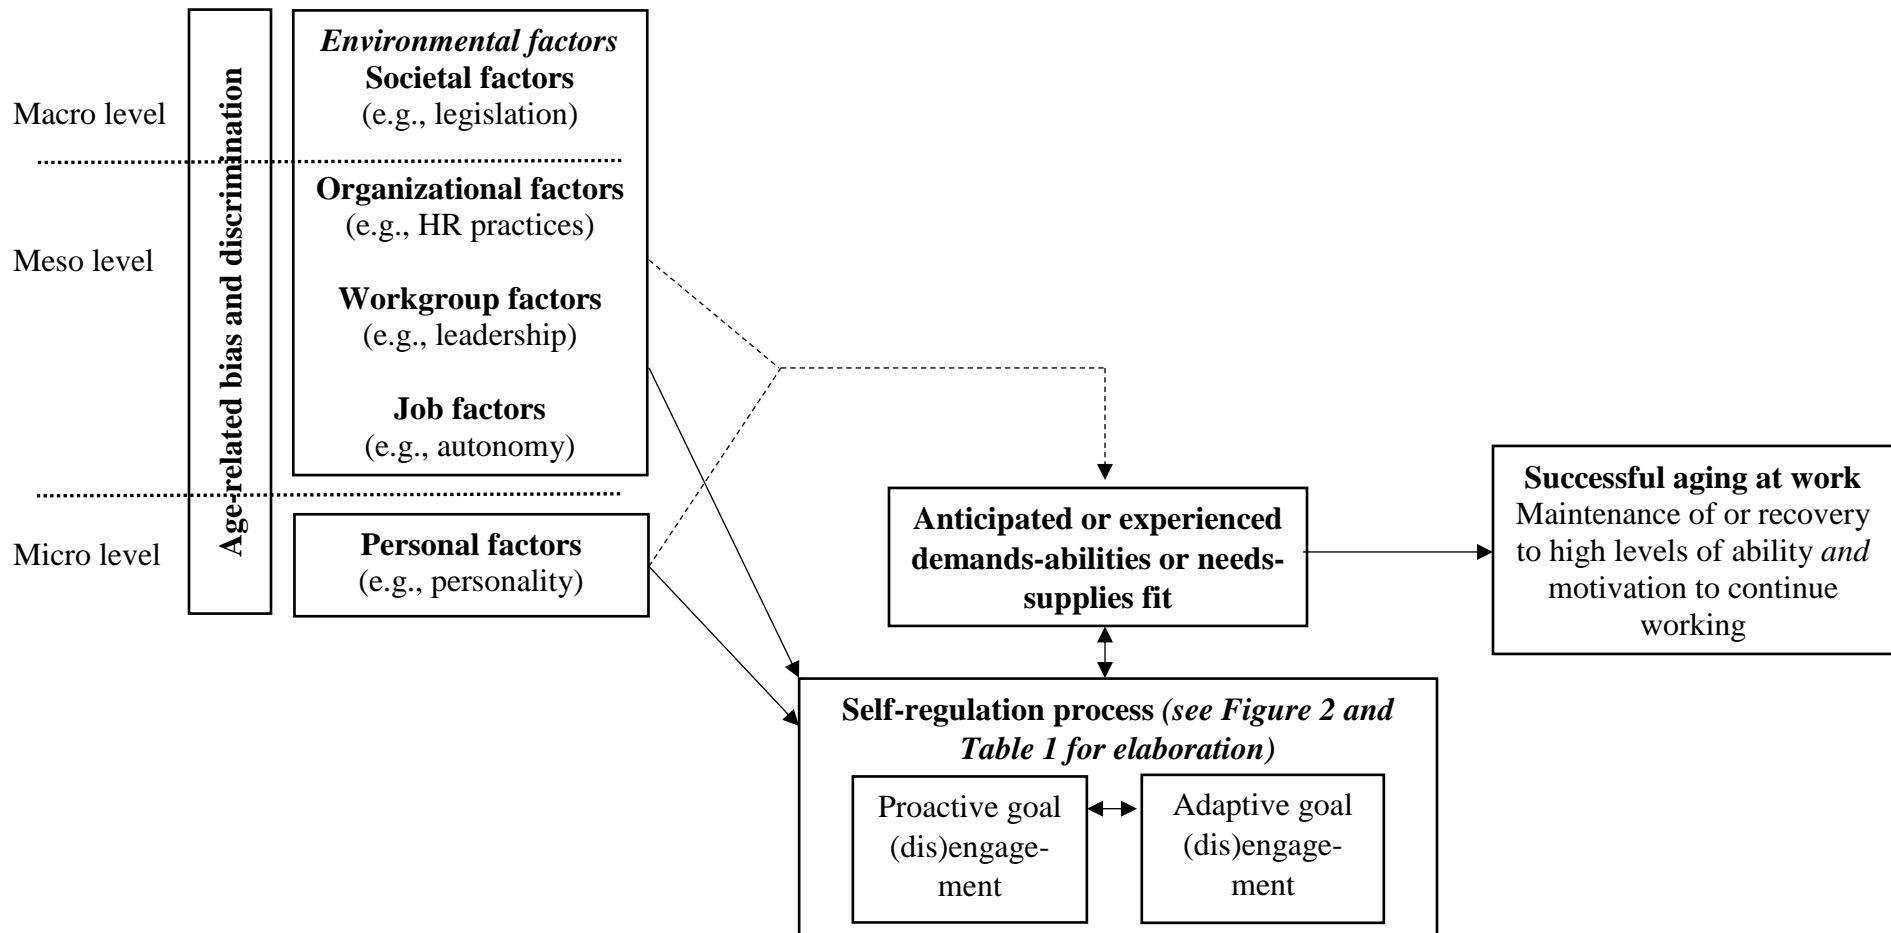 Macro level
Meso level
Micro level
Age-related bias and discrimination
Environmental factors
Societal factors
(e.g., legislation)
Organizational factors
(e.g., HR practices)
Workgroup factors
(e.g., leadership)
Job factors
(e.g., autonomy)
Personal factors
(e.g., personality)
Anticipated or experienced
demands-abilities or needs-
supplies fit
Successful aging at work
Maintenance of or recovery
to high levels of ability and
motivation to continue
working
Self-regulation process (see Figure 2 and
Table 1 for elaboration)
Proactive goal
(dis)engage-
ment
Adaptive goal
(dis)engage-
ment